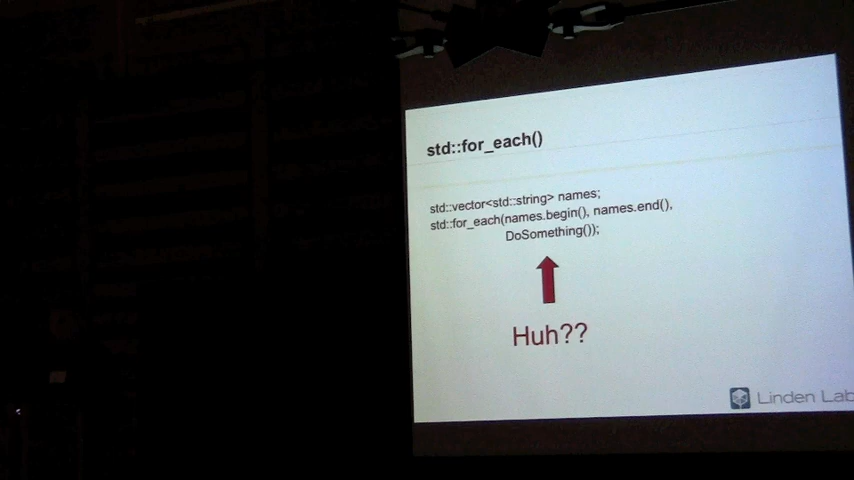 std::for_each()
std::vector<std::string> names;
std::for_each(names.begin(), names.end(),
DoSomething());
Huh??
Linden Lab